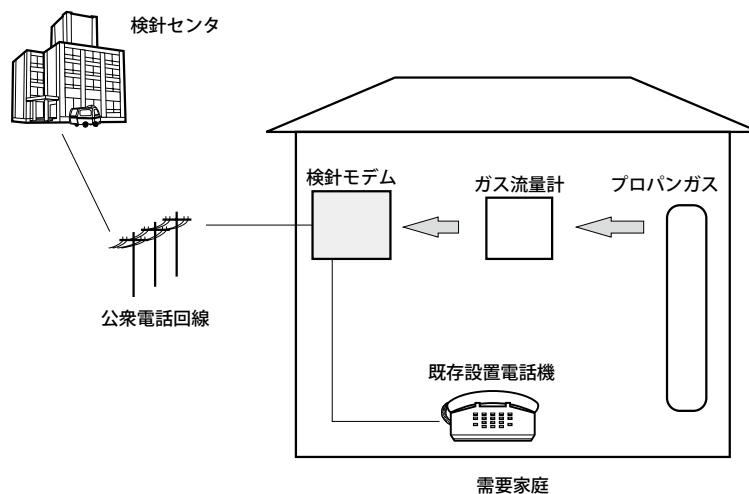 検針センタ
検針モデム
ガス流量計
プロパンガス
公衆電話回線
既存設置電話機
需要家庭